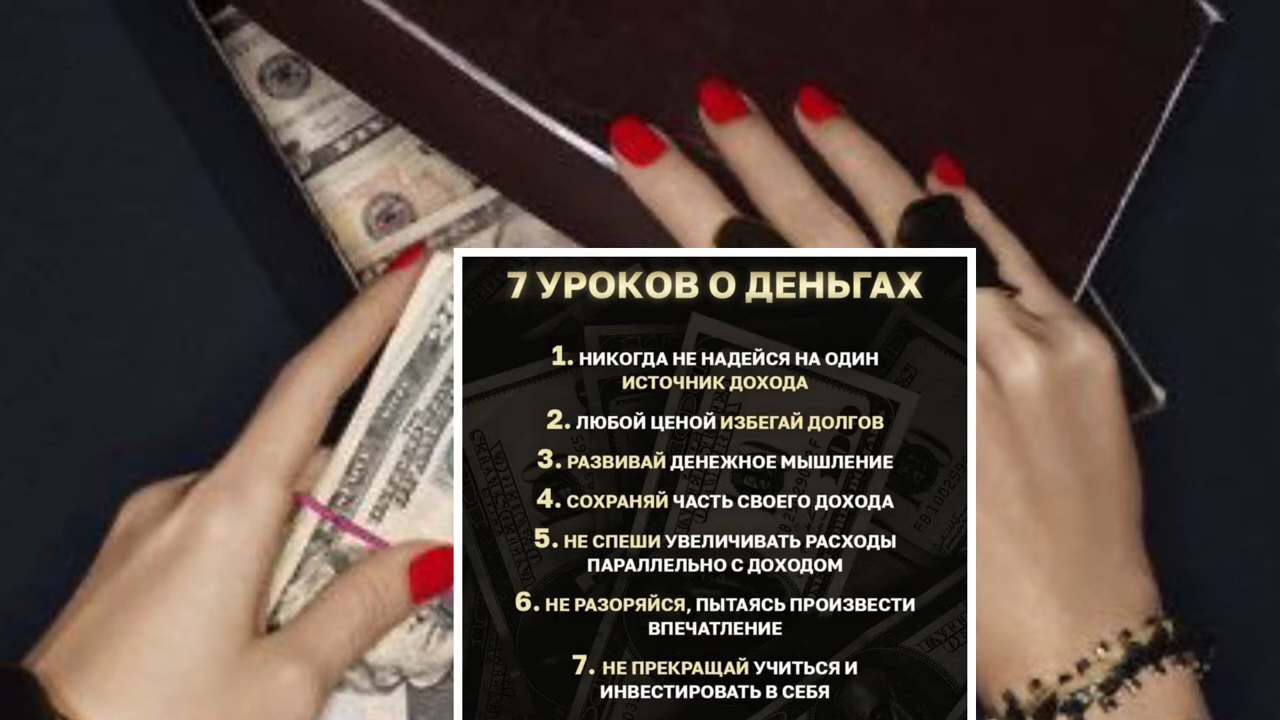 7 УРОКОВ О ДЕНЬГАХ
1. НИКОГДА НЕ НАДЕЙСЯ НА ОДИН
ИСТОЧНИК ДОХОДА
2. ЛЮБОЙ ЦЕНОЙ ИЗБЕГАЙ ДОЛГОВ
3. РАЗВИВАЙ ДЕНЕЖНОЕ МЫШЛЕНИЕ
4. СОХРАНЯЙ ЧАСТЬ СВОЕГО ДОХОДА
5. НЕ СПЕШИ УВЕЛИЧИВАТЬ РАСХОДЫ
ПАРАЛЛЕЛЬНО С ДОХОДОМ
6. НЕ РАЗОРЯЙСЯ, ПЫТАЯСЬ ПРОИЗВЕСТИ
ВПЕЧАТЛЕНИЕ
7. НЕ ПРЕКРАЩАЙ УЧИТЬСЯ И
ИНВЕСТИРОВАТЬ В СЕБЯ